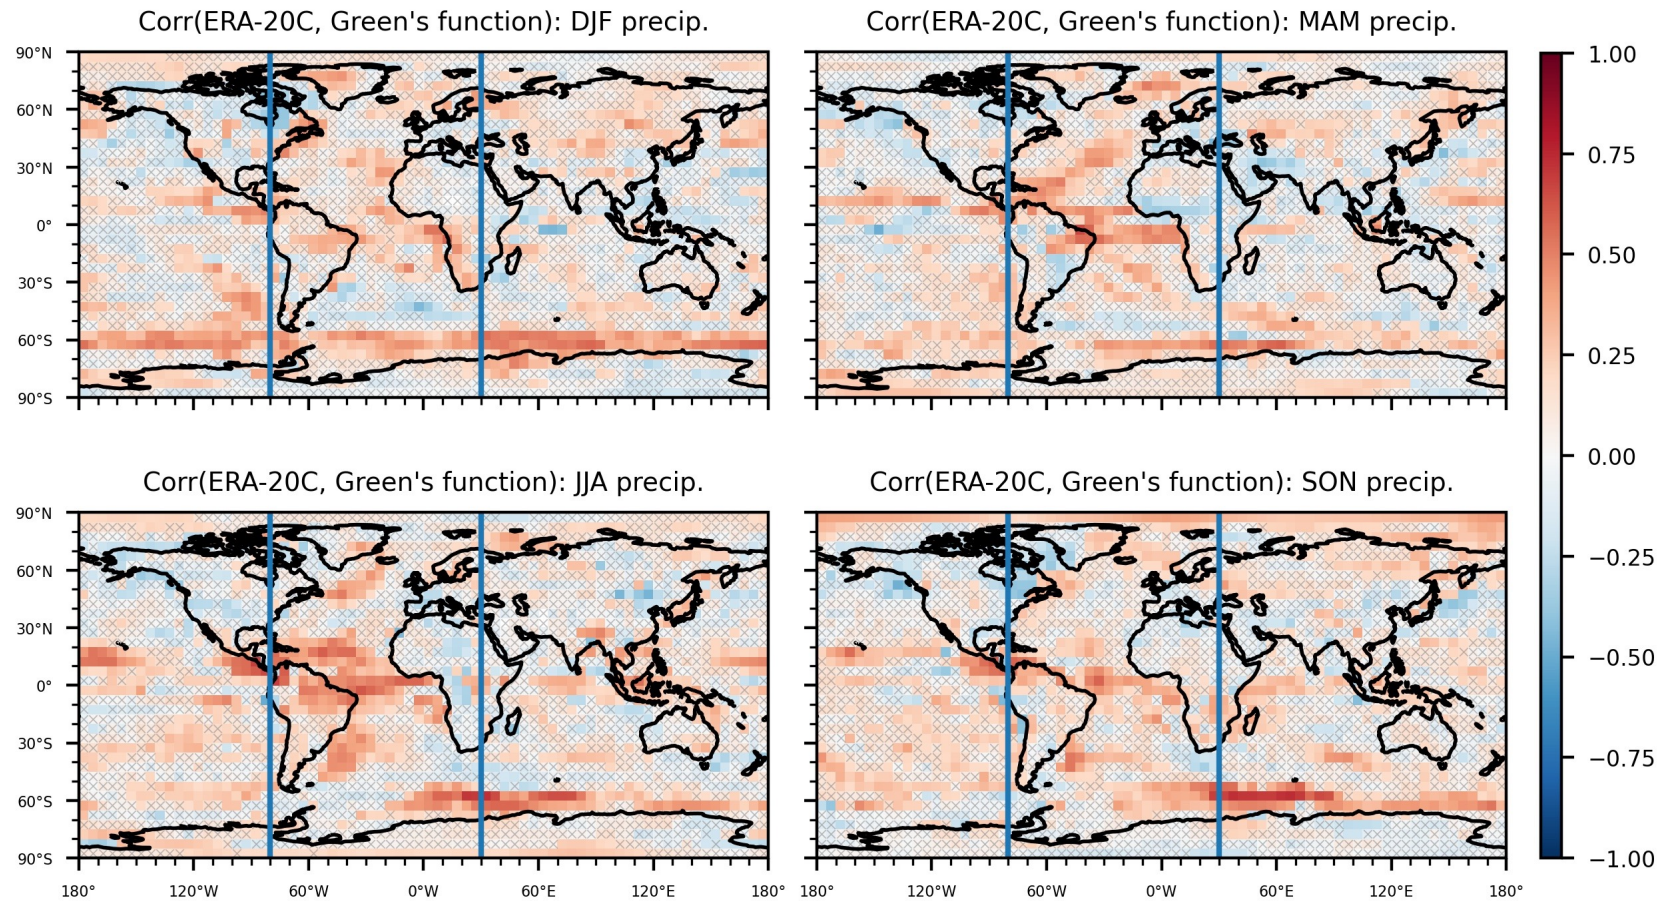 Corr(ERA-20C, Green's function): DJF precip.
Corr(ERA-20C, Green's function): MAM precip.
90°N
60°N
30°N
0°
30°S
60°S
90°S
1.00
0.75
0.50
0.25
0.00
−0.25
−0.50
−0.75
−1.00
Corr(ERA-20C, Green's function): JJA precip.
Corr(ERA-20C, Green's function): SON precip.
90°N
60°N
30°N
0°
30°S
60°S
90°S
180° 120°W 60°W 0°W 60°E 120°E 180°
180° 120°W 60°W 0°W 60°E 120°E 180°